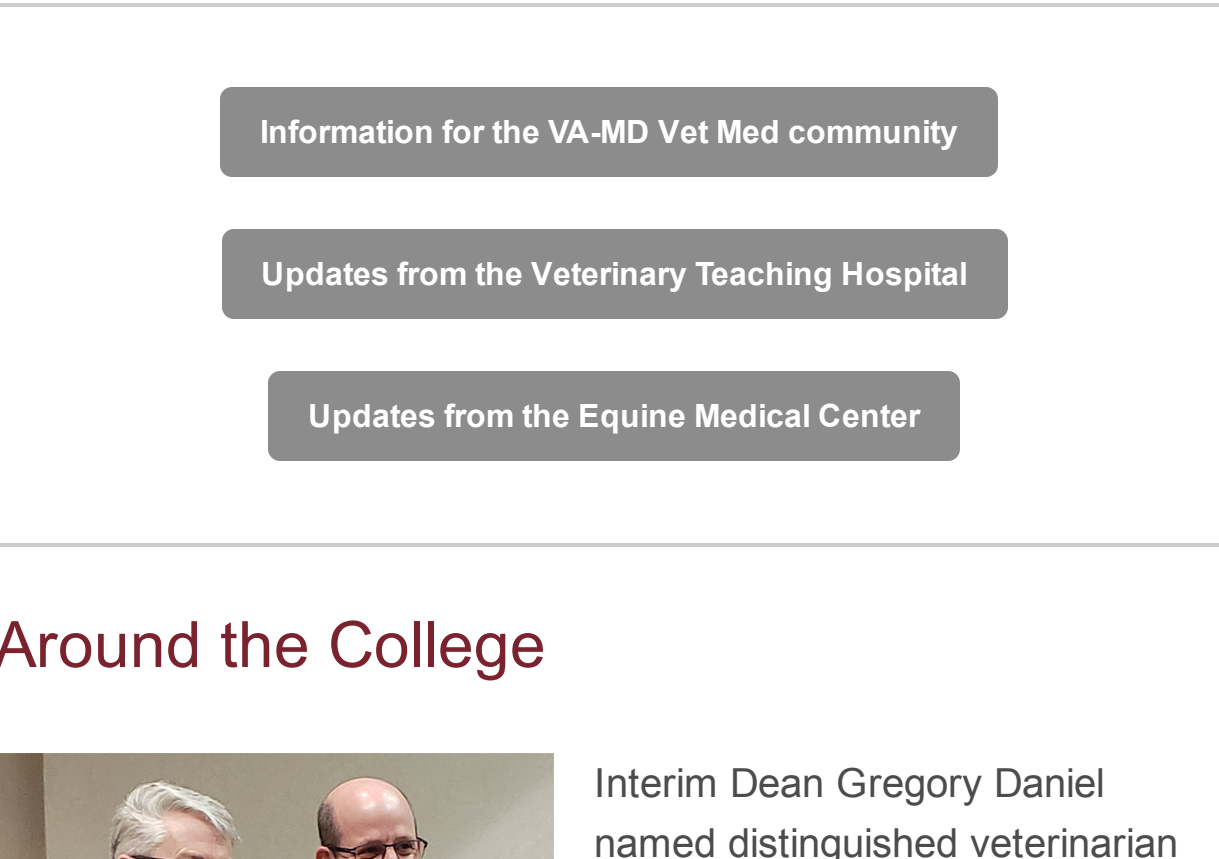 Information for the VA-MD Vet Med community
Updates from the Veterinary Teaching Hospital
Updates from the Equine Medical Center
Around the College
Interim Dean Gregory Daniel
named distinguished veterinarian